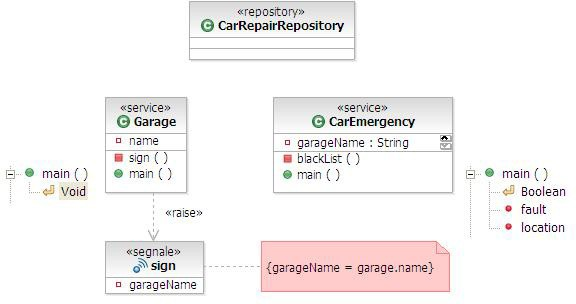 «repository»
CarRepairRepository
«service»
Garage
name
sign ( )
main ( )
«service»
CarEmergency
garageName : String
blackList ( )
main ( )
main ( )
Void
main ( )
Boolean
fault
location
«raise»
«segnale»
sign
garageName
{garageName = garage.name}